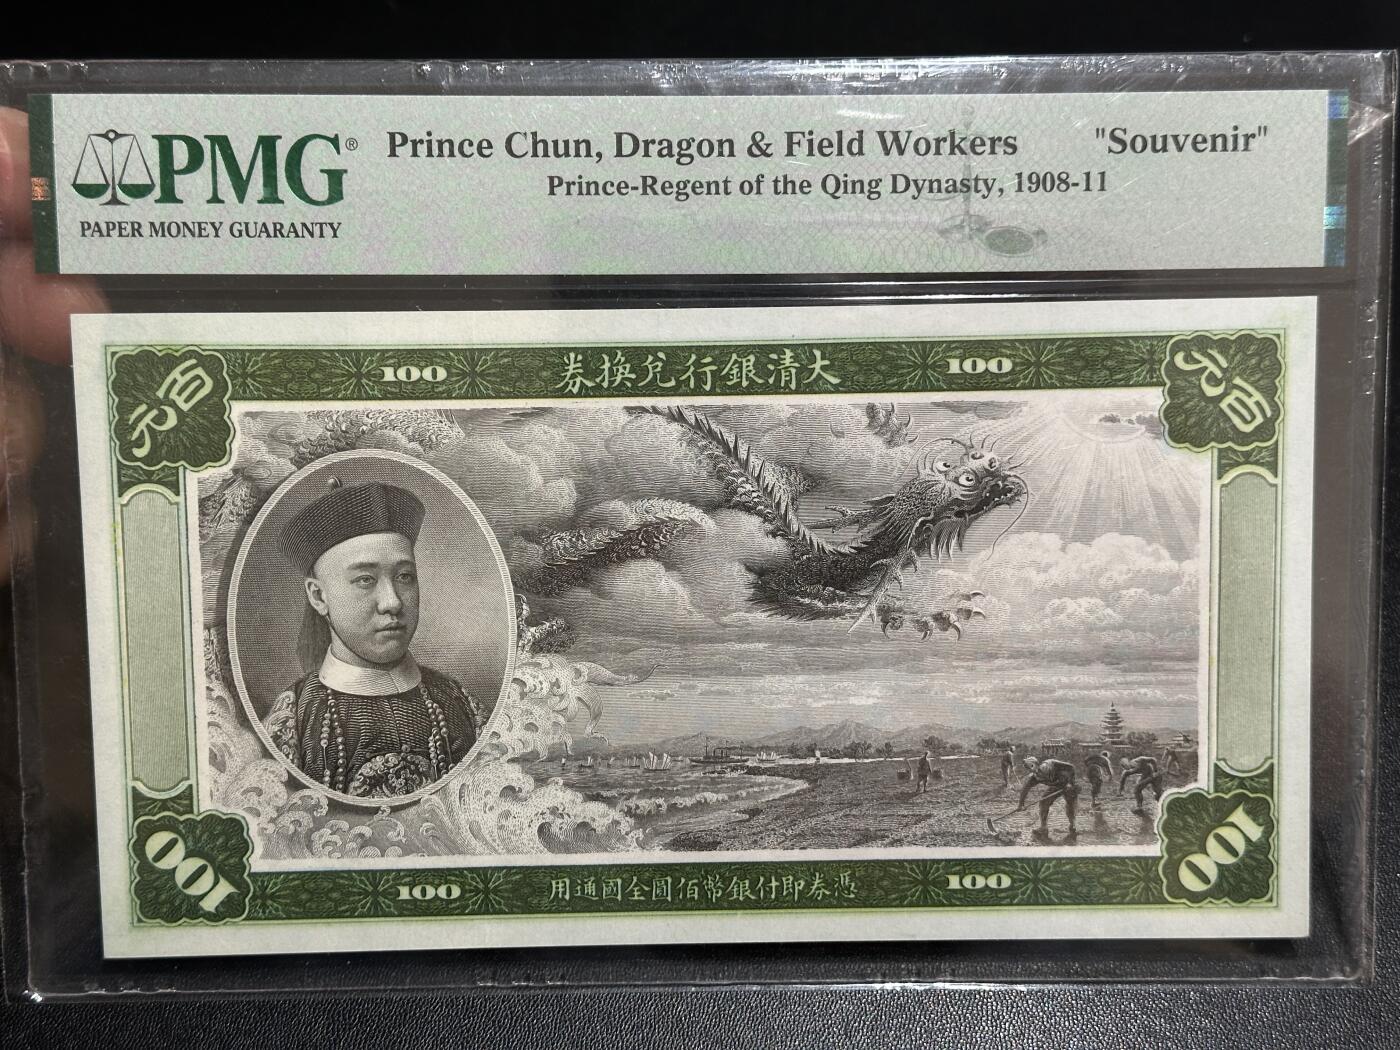 PMG®
PAPER MONEY GUARANTY
Prince Chun, Dragon & Field Workers "Souvenir"
Prince-Regent of the Qing Dynasty, 1908-11
百元 100 券換兌行銀清大 100 百元
100 100 用通國全圓佰幣銀付即券憑 100 100